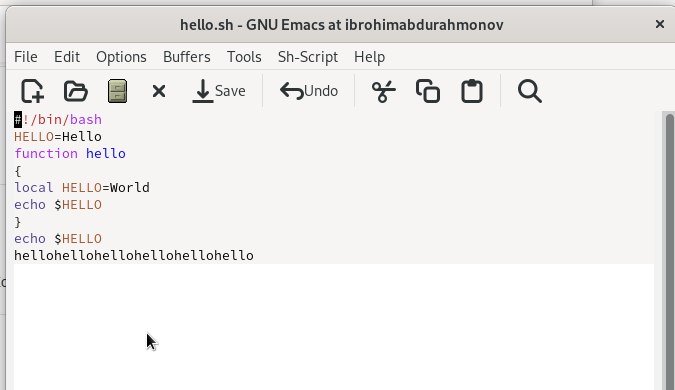 hello.sh - GNU Emacs at ibrohimabdurahmonov
File Edit Options Buffers Tools Sh-Script Help
Save Undo
#!/bin/bash
HELLO=Hello
function hello
{
local HELLO=World
echo $HELLO
}
echo $HELLO
hellohellohellohellohellohello